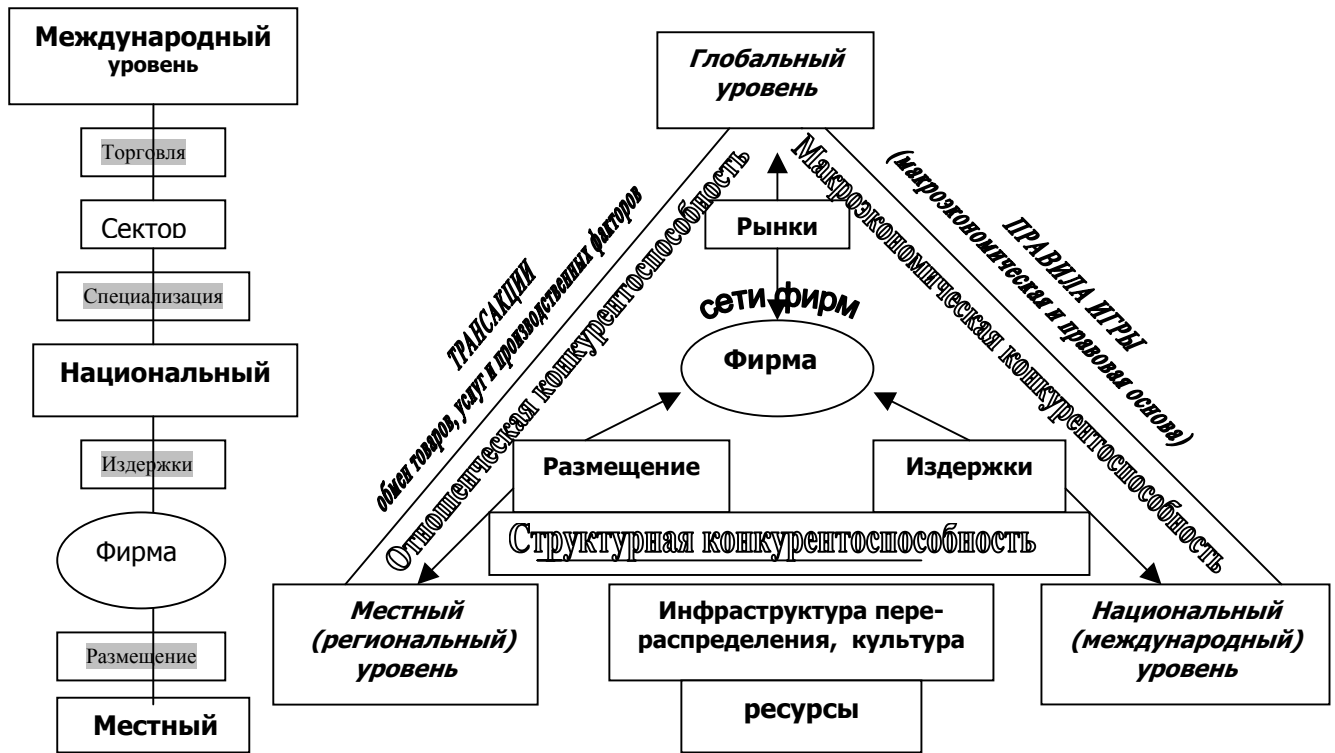 Международный
уровень
Торговля
Сектор
Специализация
Национальный
Издержки
Фирма
Размещение
Местный
Глобальный
уровень
ТРАНСАКЦИИ
обмен товаров, услуг и производственных факторов
Отношенческая конкурентоспособность
Макроэкономическая конкурентоспособность
ПРАВИЛА ИГРЫ
(макроэкономическая и правовая основа)
Рынки
сети фирм
Фирма
Размещение
Издержки
Структурная конкурентоспособность
Местный
(региональный)
уровень
Инфраструктура пере-
распределения, культура
ресурсы
Национальный
(международный)
уровень